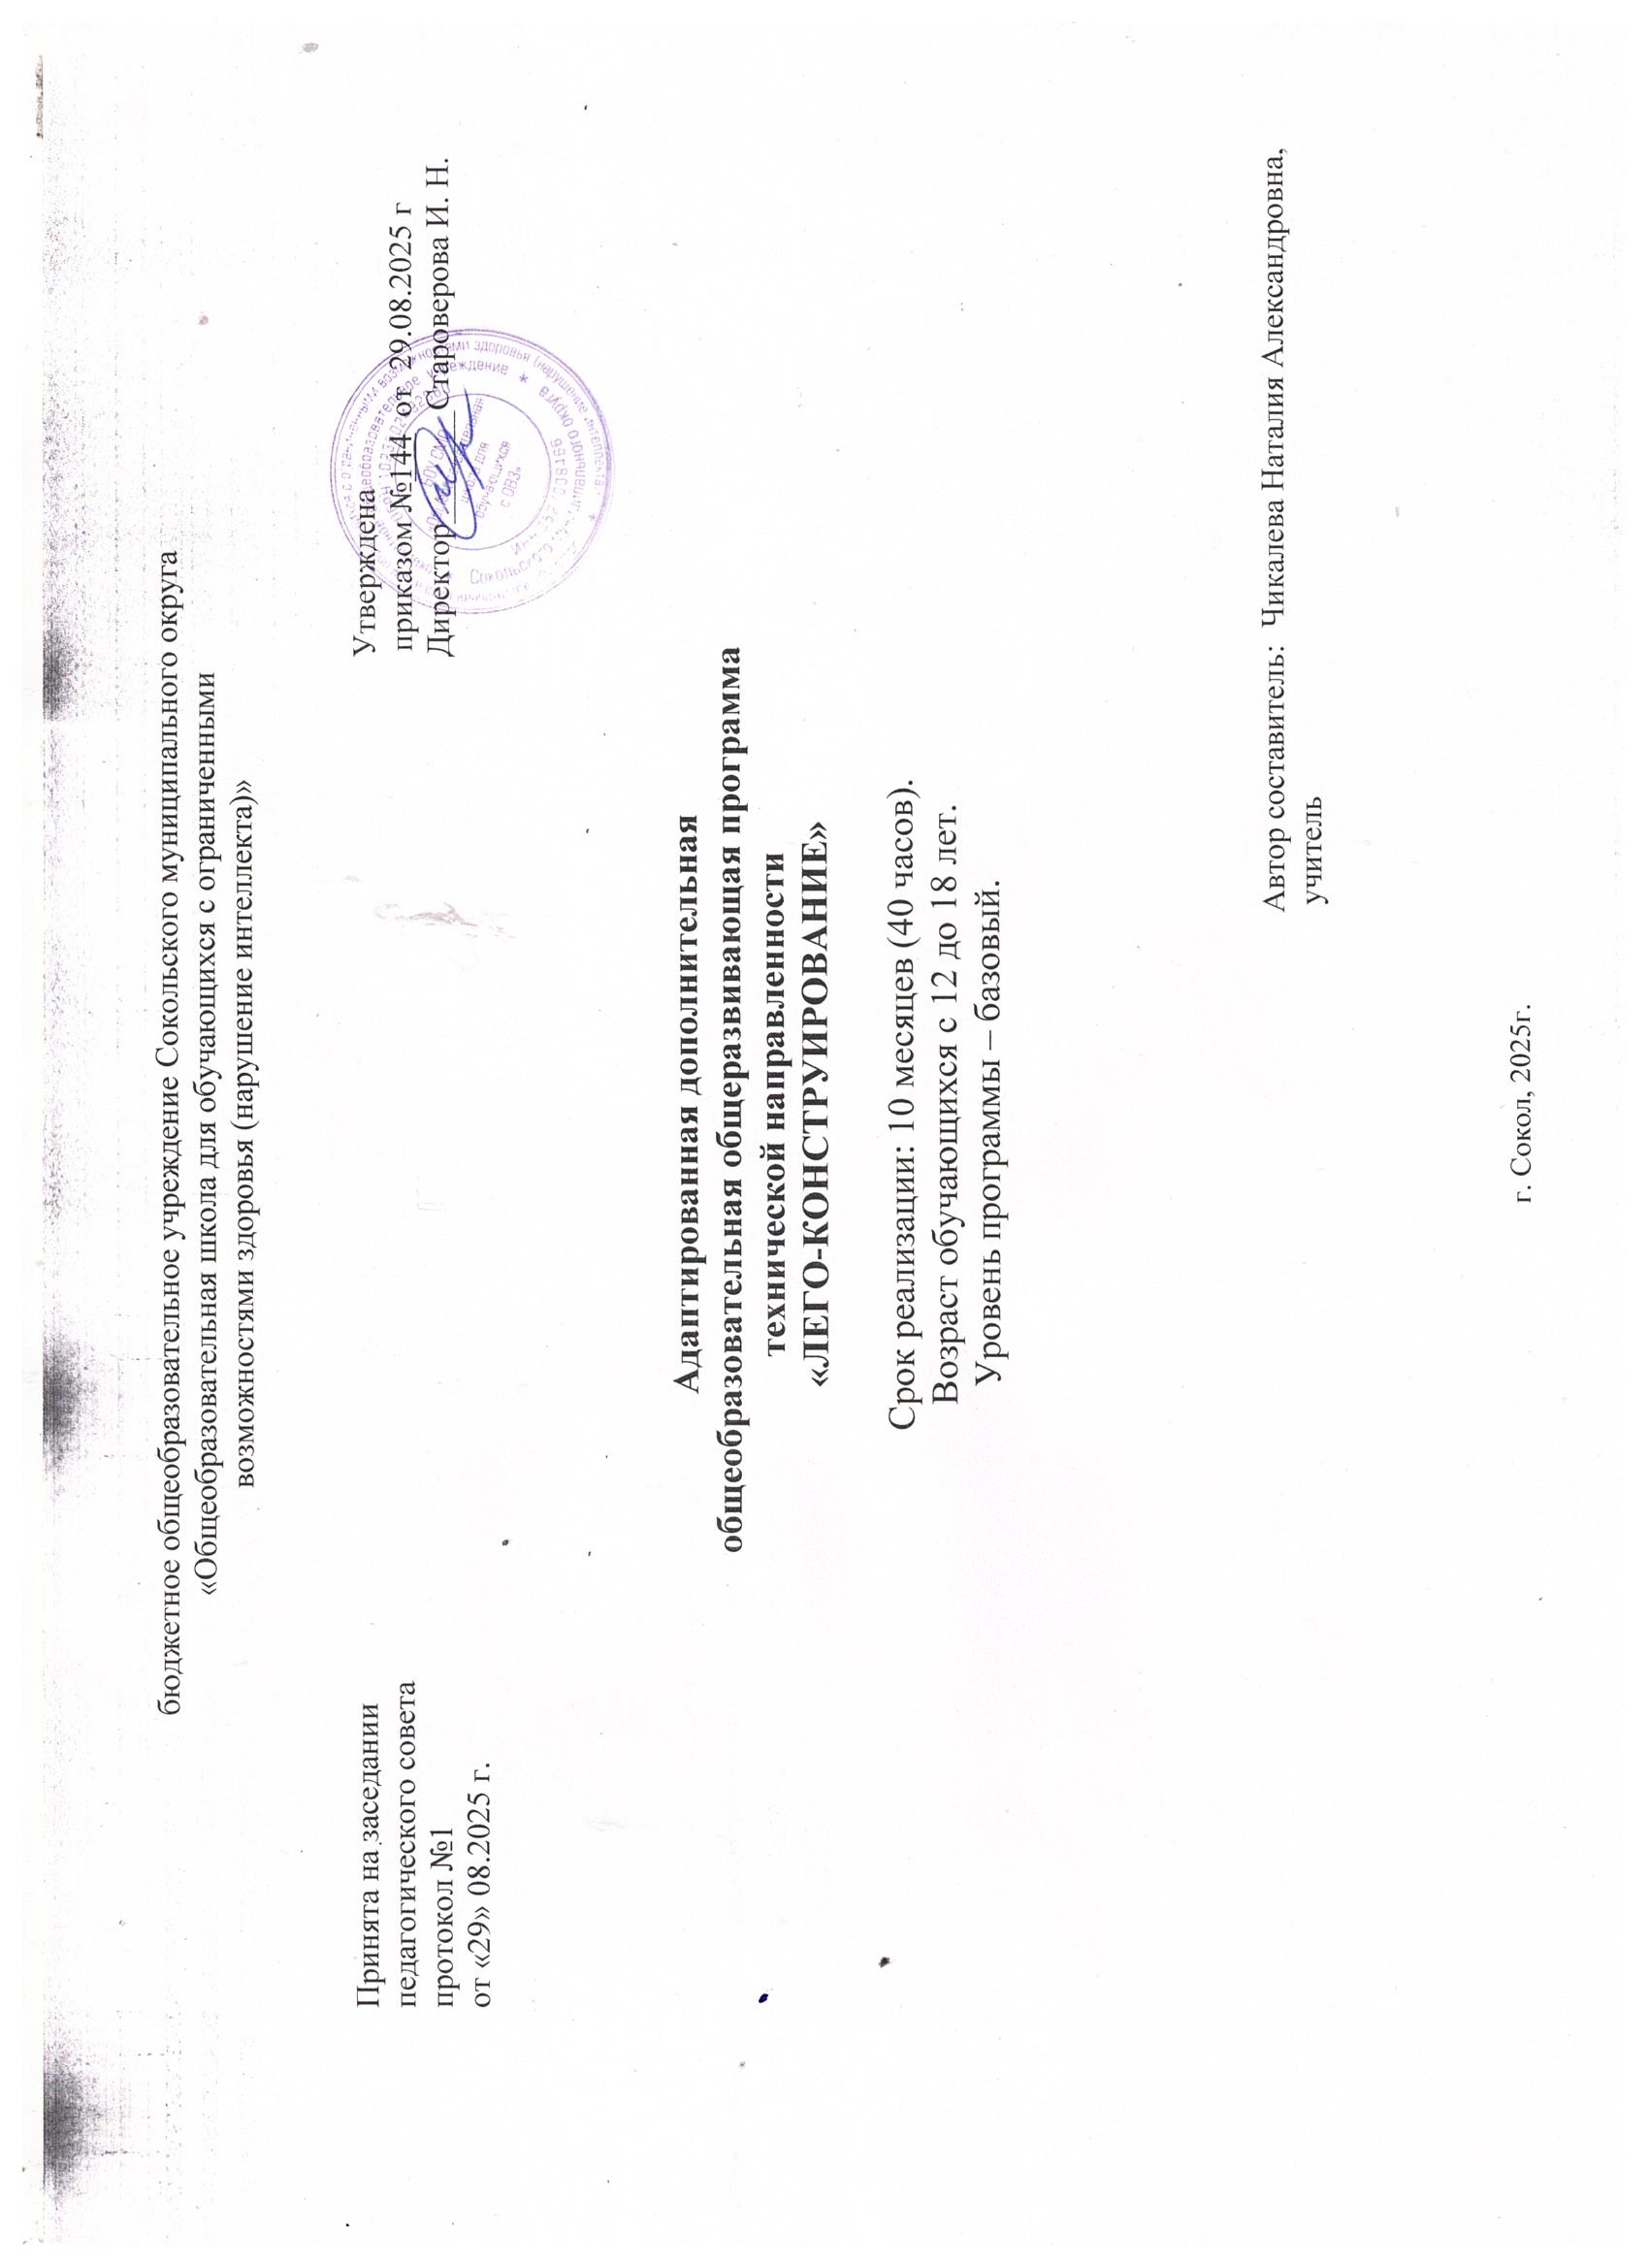 бюджетное общеобразовательное учреждение Сокольского муниципального округа
«Общеобразовательная школа для обучающихся с ограниченными
возможностями здоровья (нарушение интеллекта)»
Принята на заседании
педагогического совета
протокол №1
от «29» 08.2025 г.
Утверждена
приказом №144 от 29.08.2025 г
Директор Староверова И. Н.
Адаптированная дополнительная
общеобразовательная общеразвивающая программа
технической направленности
«ЛЕГО-КОНСТРУИРОВАНИЕ»
Срок реализации: 10 месяцев (40 часов).
Возраст обучающихся с 12 до 18 лет.
Уровень программы – базовый.
Автор составитель: Чикалева Наталия Александровна,
учитель
г. Сокол, 2025г.